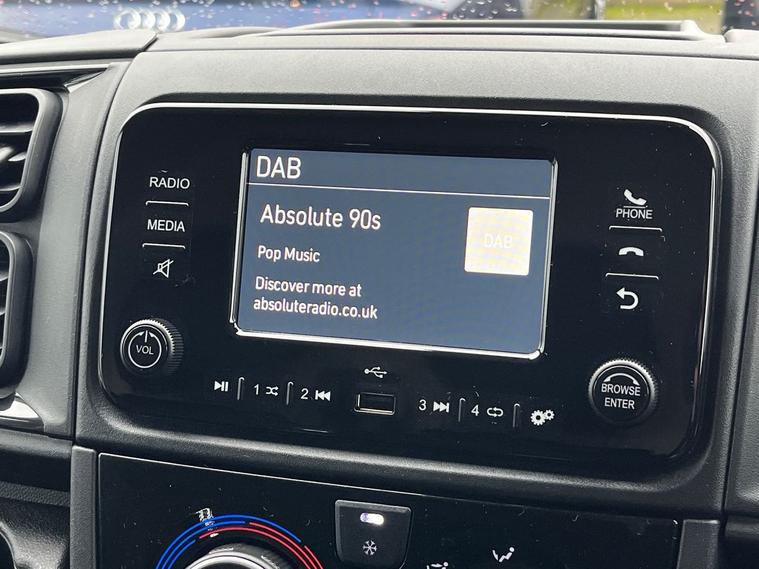 DAB
Absolute 90s
DAB
Pop Music
Discover more at
absoluteradio.co.uk
RADIO
MEDIA
VOL
PHONE
BROWSE
ENTER
1
2
3
4